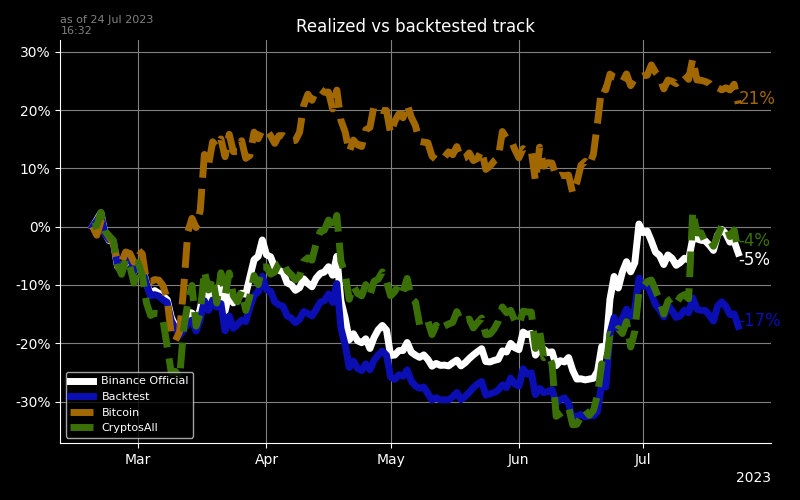 as of 24 Jul 2023
16:32
Realized vs backtested track
30%
20%
10%
0%
-10%
-20%
-30%
21%
-4%
-5%
-17%
Binance Official
Backtest
Bitcoin
CryptosAll
Mar
Apr
May
Jun
Jul
2023